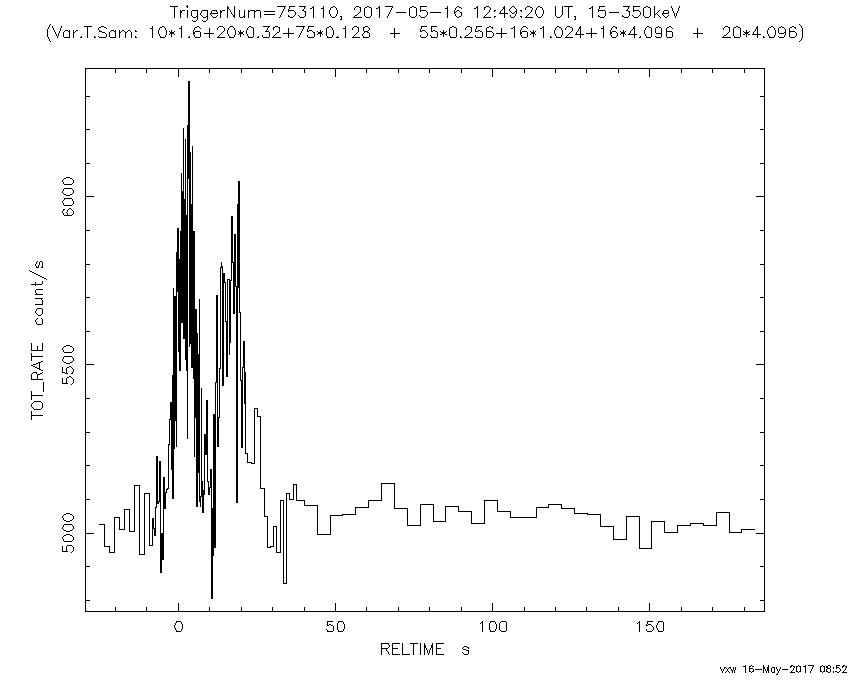 TriggerNum=753110, 2017-05-16 12:49:20 UT, 15-350keV
(Var.T.Sam: 10*1.6+20*0.32+75*0.128 + 55*0.256+16*1.024+16*4.096 + 20*4.096)
TOT_RATE count/s
6000
5500
5000
0 50 100 150
RELTIME s
vxw 16-May-2017 08:52